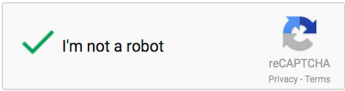 I'm not a robot
reCAPTCHA
Privacy - Terms